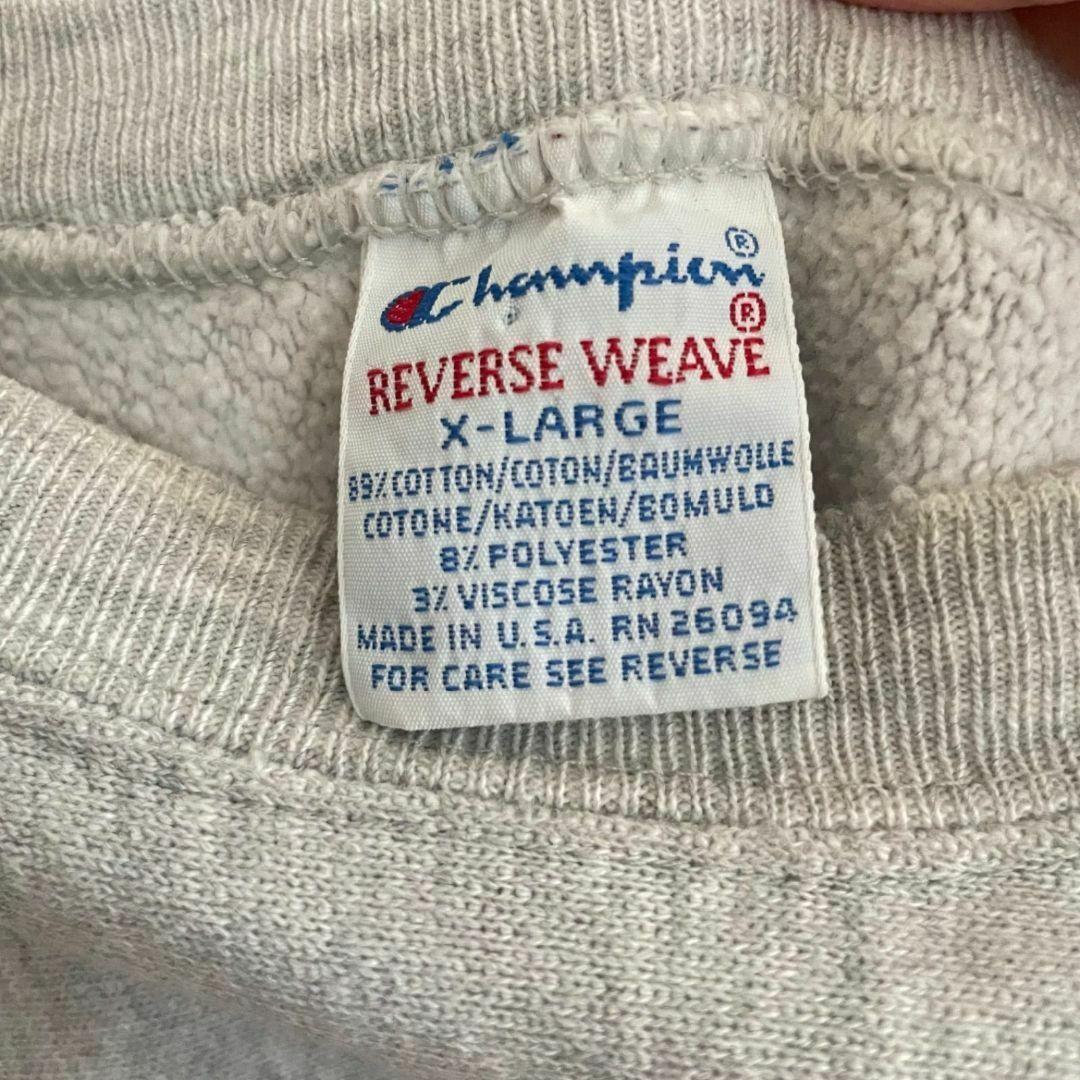 Champion®
REVERSE WEAVE®
X-LARGE
89% COTTON/COTON/BAUMWOLLE
COTONE/KATOEN/BOMULD
8% POLYESTER
3% VISCOSE RAYON
MADE IN U.S.A. RN 26094
FOR CARE SEE REVERSE